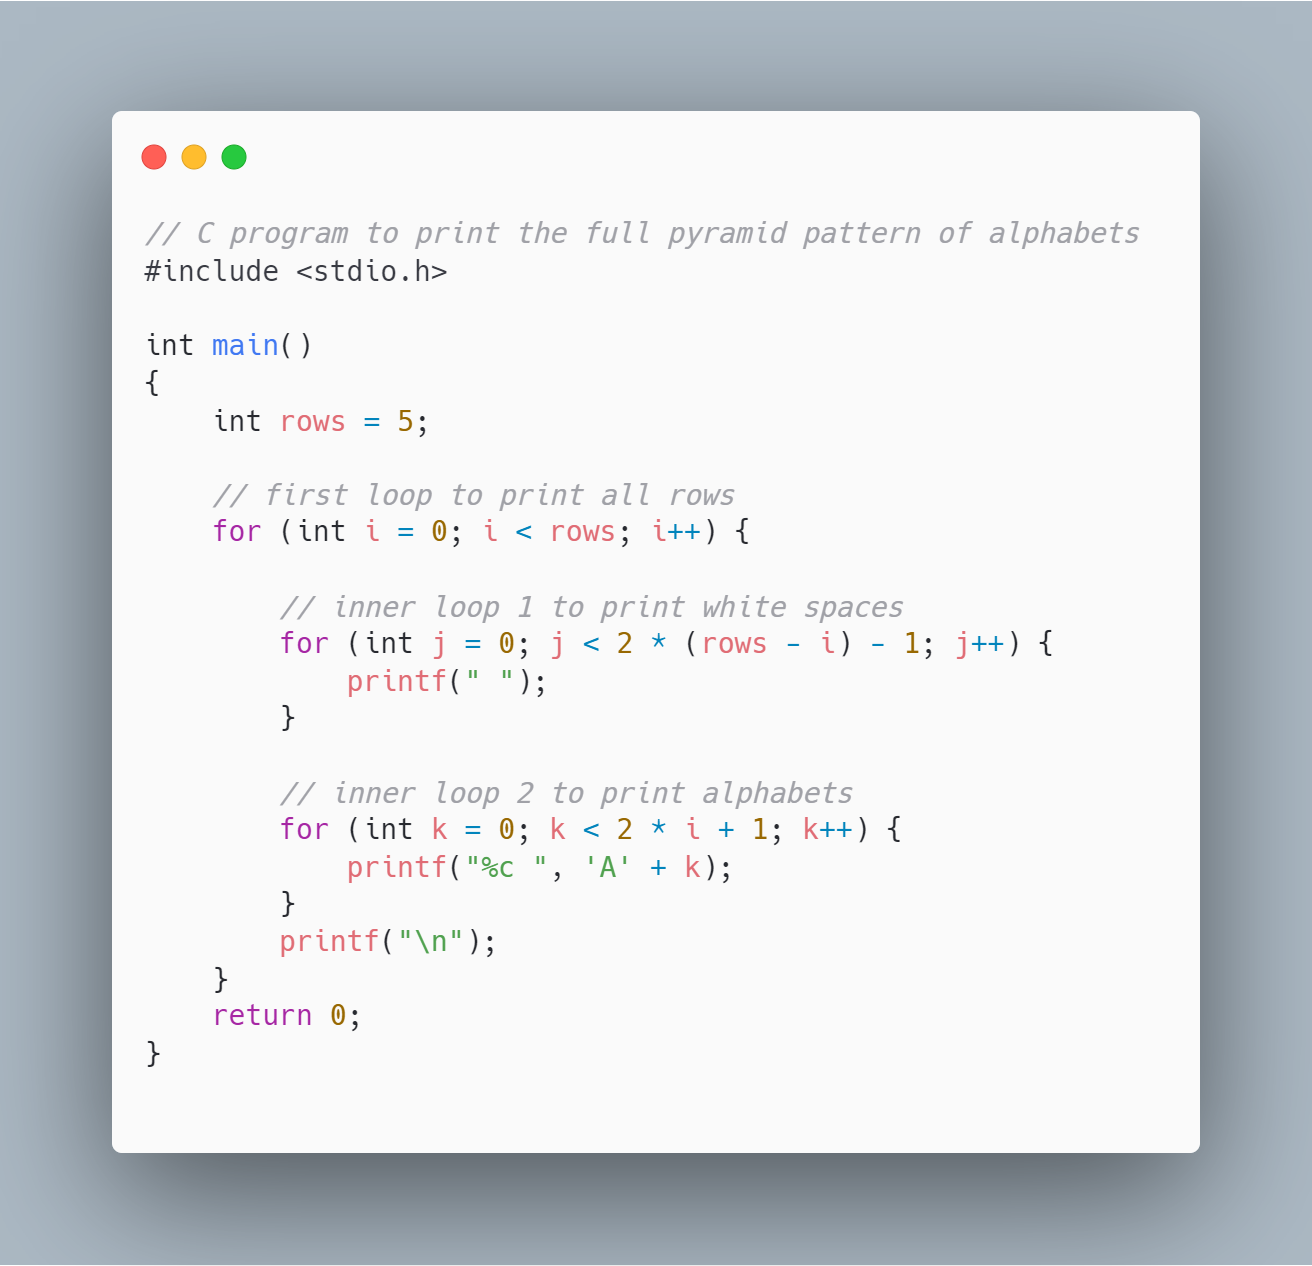 // C program to print the full pyramid pattern of alphabets
#include <stdio.h>

int main()
{
    int rows = 5;

    // first loop to print all rows
    for (int i = 0; i < rows; i++) {

        // inner loop 1 to print white spaces
        for (int j = 0; j < 2 * (rows - i) - 1; j++) {
            printf(" ");
        }

        // inner loop 2 to print alphabets
        for (int k = 0; k < 2 * i + 1; k++) {
            printf("%c ", 'A' + k);
        }
        printf("\n");
    }
    return 0;
}